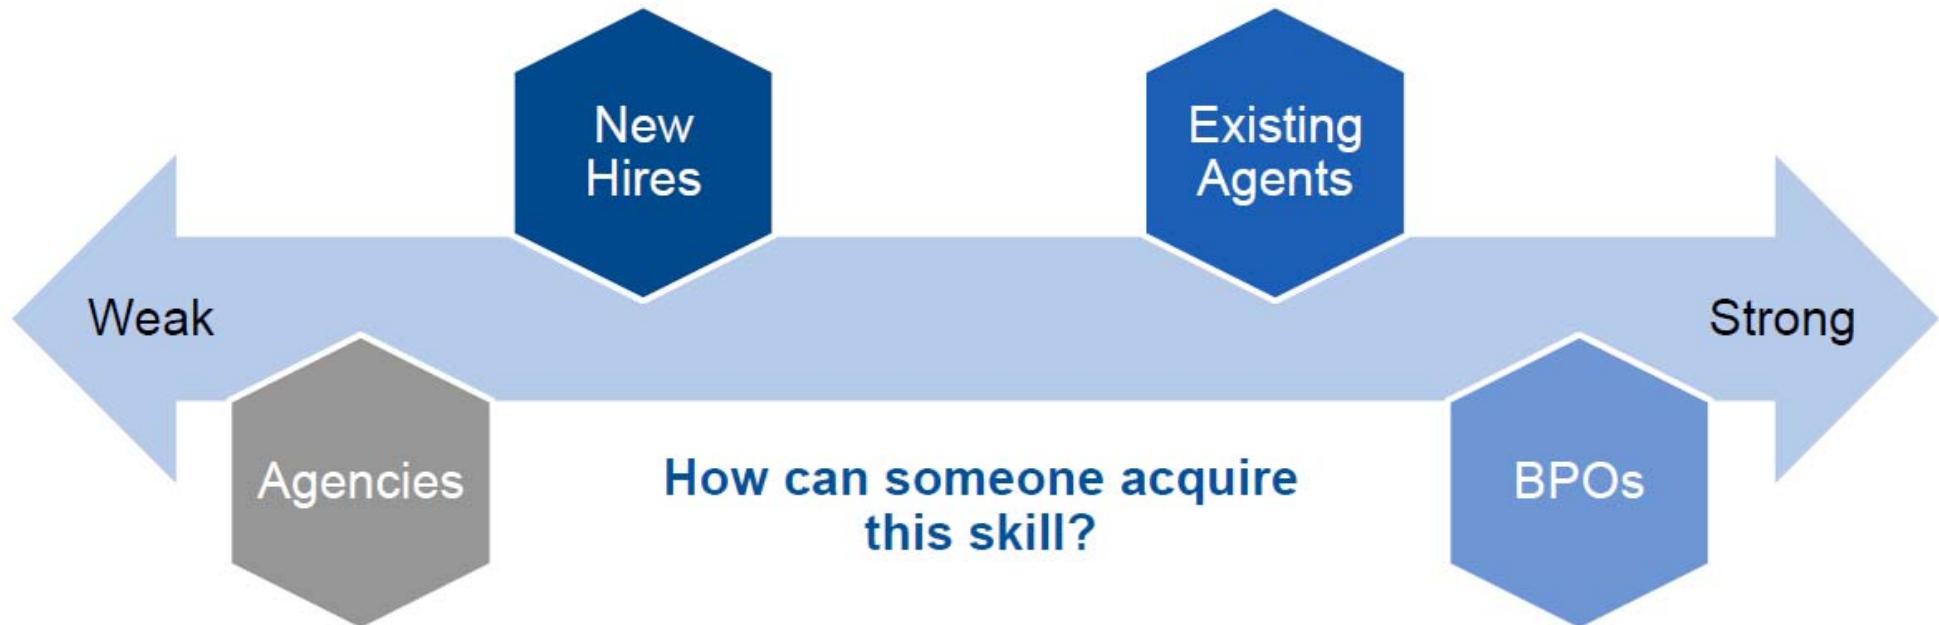 New
Hires
Existing
Agents
Weak
Strong
Agencies
How can someone acquire
this skill?
BPOs